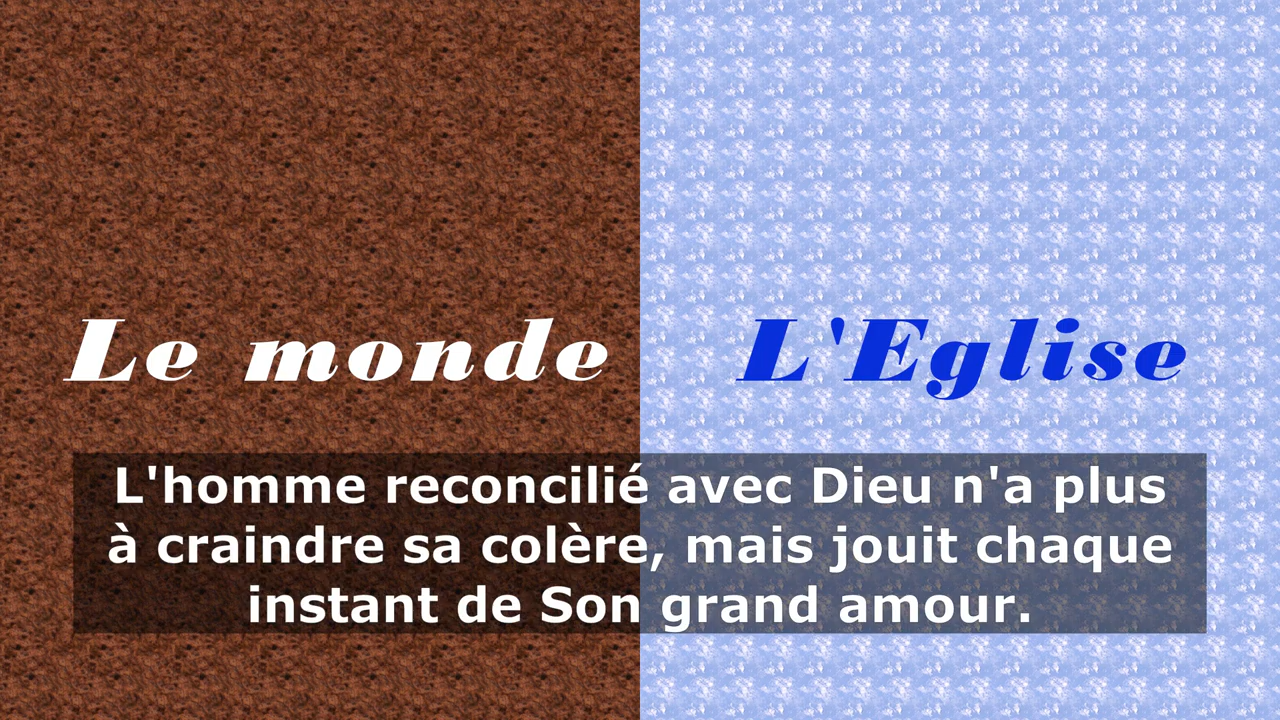 Le monde
L'Eglise
L'homme reconcilié avec Dieu n'a plus
à craindre sa colère, mais jouit chaque
instant de Son grand amour.